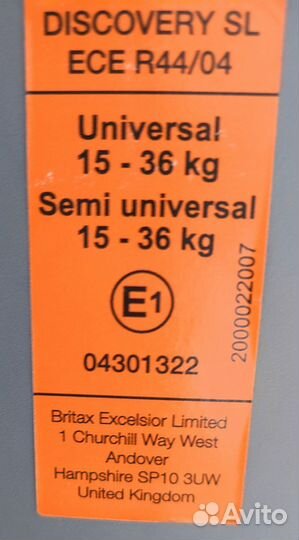 DISCOVERY SL
ECE R44/04
Universal
15 - 36 kg
Semi universal
15 - 36 kg
E1
04301322
2000022007
Britax Excelsior Limited
1 Churchill Way West
Andover
Hampshire SP10 3UW
United Kingdom
Avito